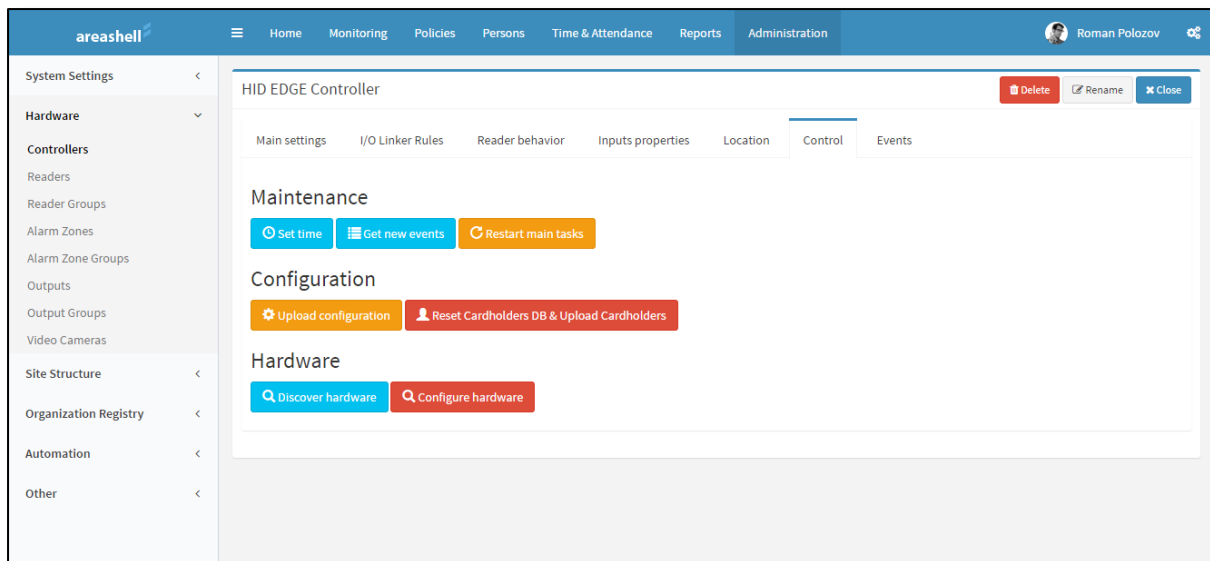 areashell
Home Monitoring Policies Persons Time & Attendance Reports Administration Roman Polozov
System Settings
Hardware
Controllers
Readers
Reader Groups
Alarm Zones
Alarm Zone Groups
Outputs
Output Groups
Video Cameras
Site Structure
Organization Registry
Automation
Other
HID EDGE Controller Delete Rename Close
Main settings I/O Linker Rules Reader behavior Inputs properties Location Control Events
Maintenance
Set time Get new events Restart main tasks
Configuration
Upload configuration Reset Cardholders DB & Upload Cardholders
Hardware
Discover hardware Configure hardware